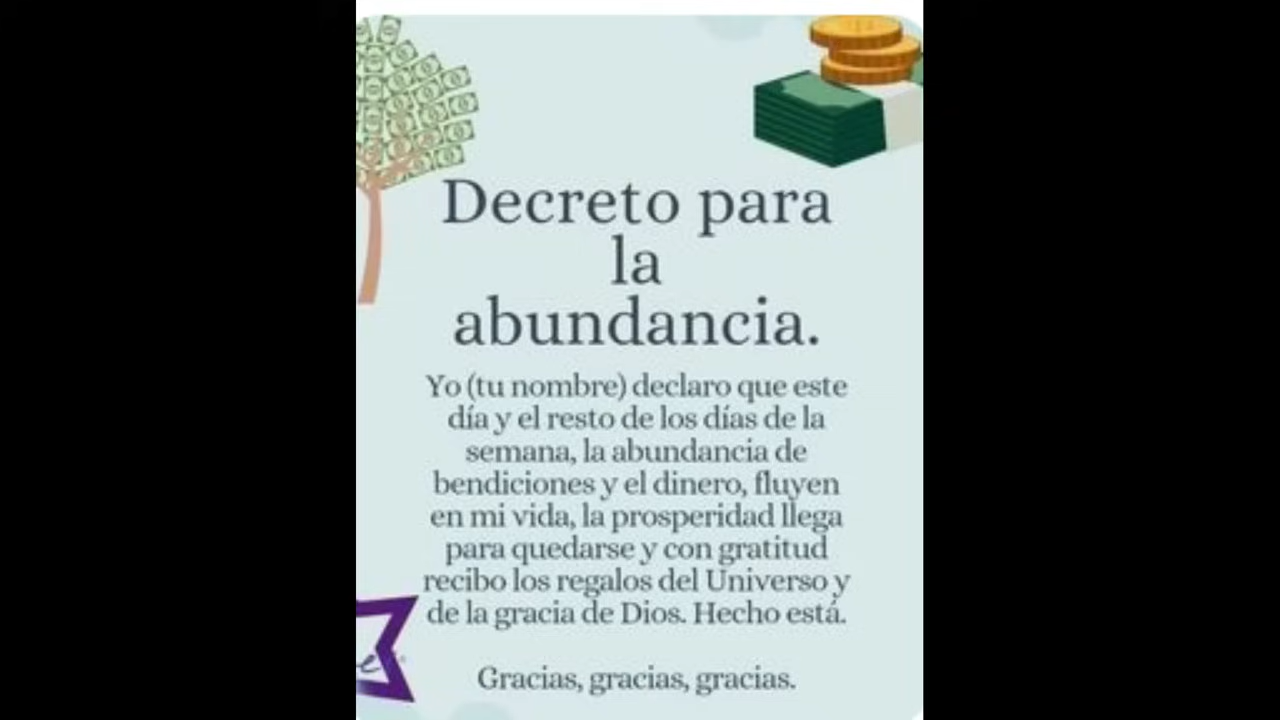 Decreto para
la
abundancia.
Yo (tu nombre) declaro que este
día y el resto de los días de la
semana, la abundancia de
bendiciones y el dinero, fluyen
en mi vida, la prosperidad llega
para quedarse y con gratitud
recibo los regalos del Universo y
de la gracia de Dios. Hecho está.
Gracias, gracias, gracias.